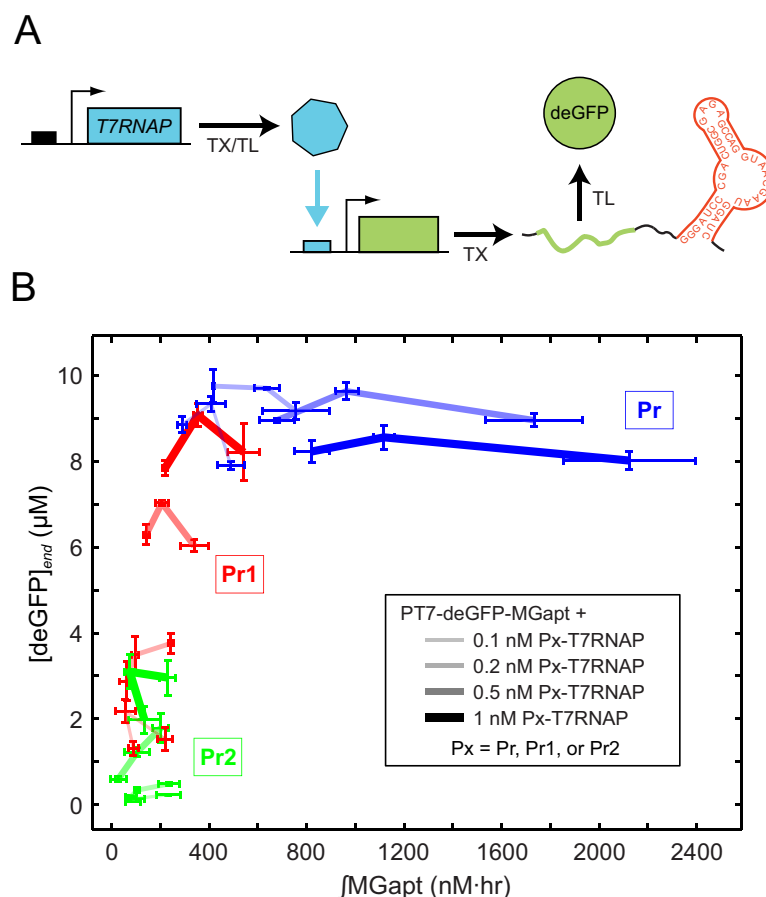 A
T7RNAP
TX/TL
TX
TL
deGFP
GGGAUCCCGACUGGCGAGAGCCAGGUAACGAAUGGAUCC
B
[deGFP]end (µM)
10
8
6
4
2
0
Pr
Pr1
Pr2
PT7-deGFP-MGapt +
0.1 nM Px-T7RNAP
0.2 nM Px-T7RNAP
0.5 nM Px-T7RNAP
1 nM Px-T7RNAP
Px = Pr, Pr1, or Pr2
0 400 800 1200 1600 2000 2400
∫MGapt (nM·hr)